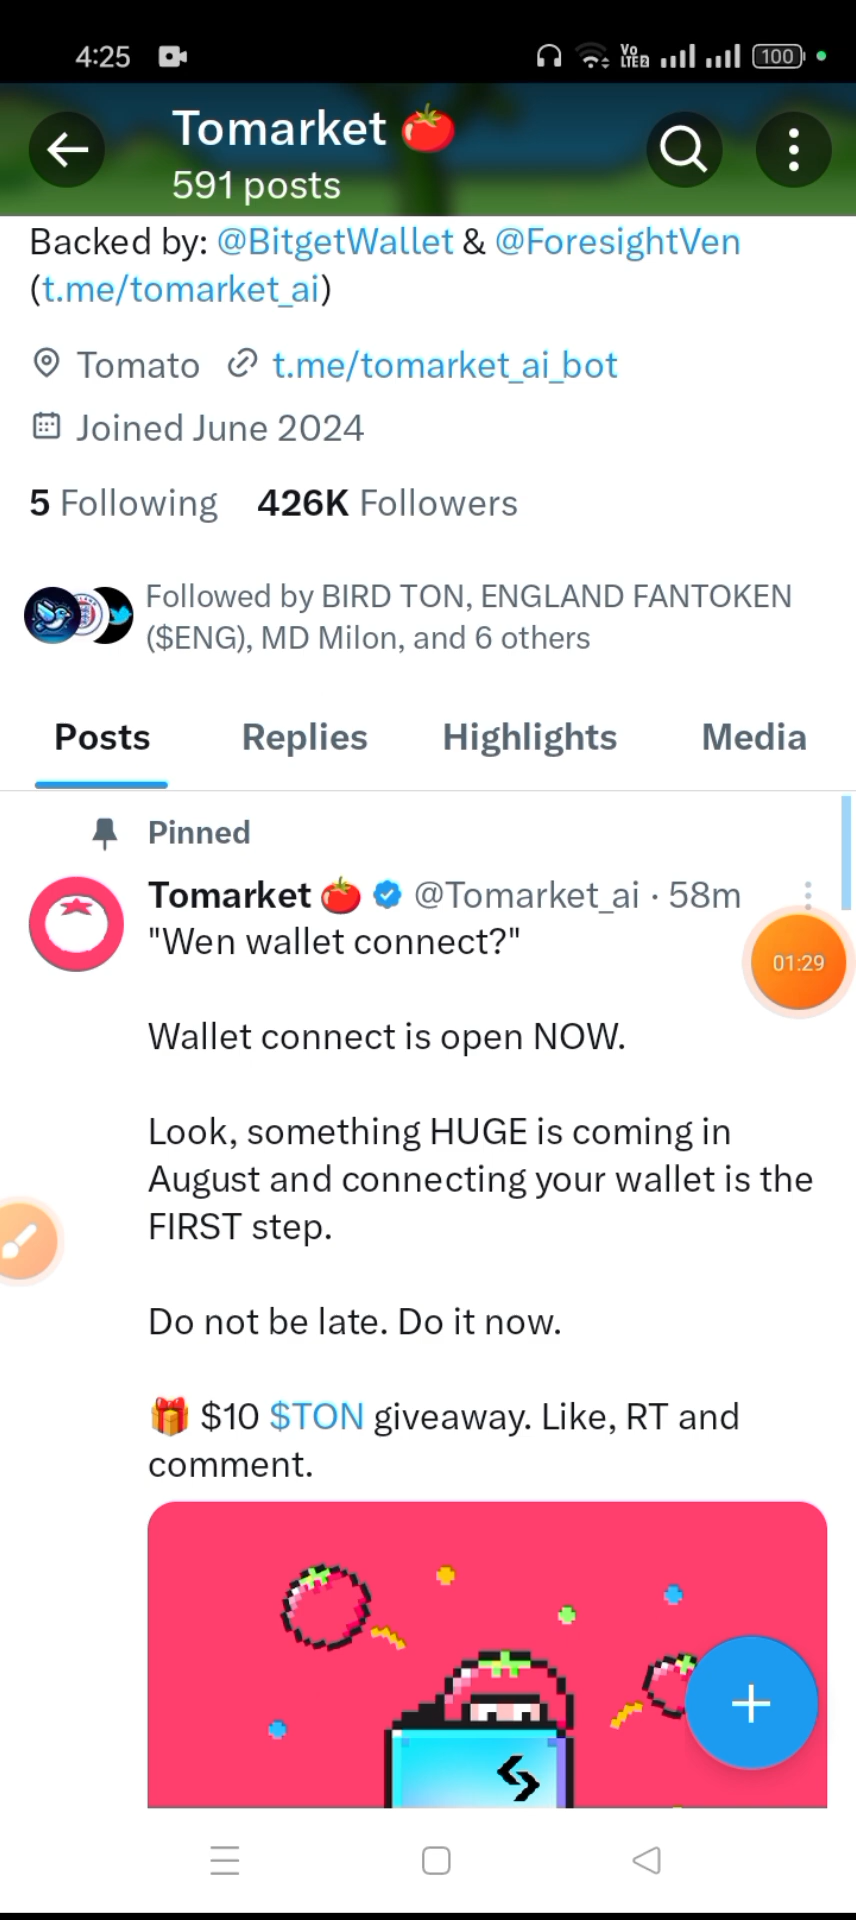 4:25
Vo
LTE2
100
Tomarket
591 posts
Backed by: @BitgetWallet & @ForesightVen
(t.me/tomarket_ai)
Tomato t.me/tomarket_ai_bot
Joined June 2024
5 Following 426K Followers
Followed by BIRD TON, ENGLAND FANTOKEN
($ENG), MD Milon, and 6 others
Posts Replies Highlights Media
Pinned
Tomarket 🍅 @Tomarket_ai · 58m
"Wen wallet connect?"
01:29
Wallet connect is open NOW.
Look, something HUGE is coming in
August and connecting your wallet is the
FIRST step.
Do not be late. Do it now.
🎁 $10 $TON giveaway. Like, RT and
comment.